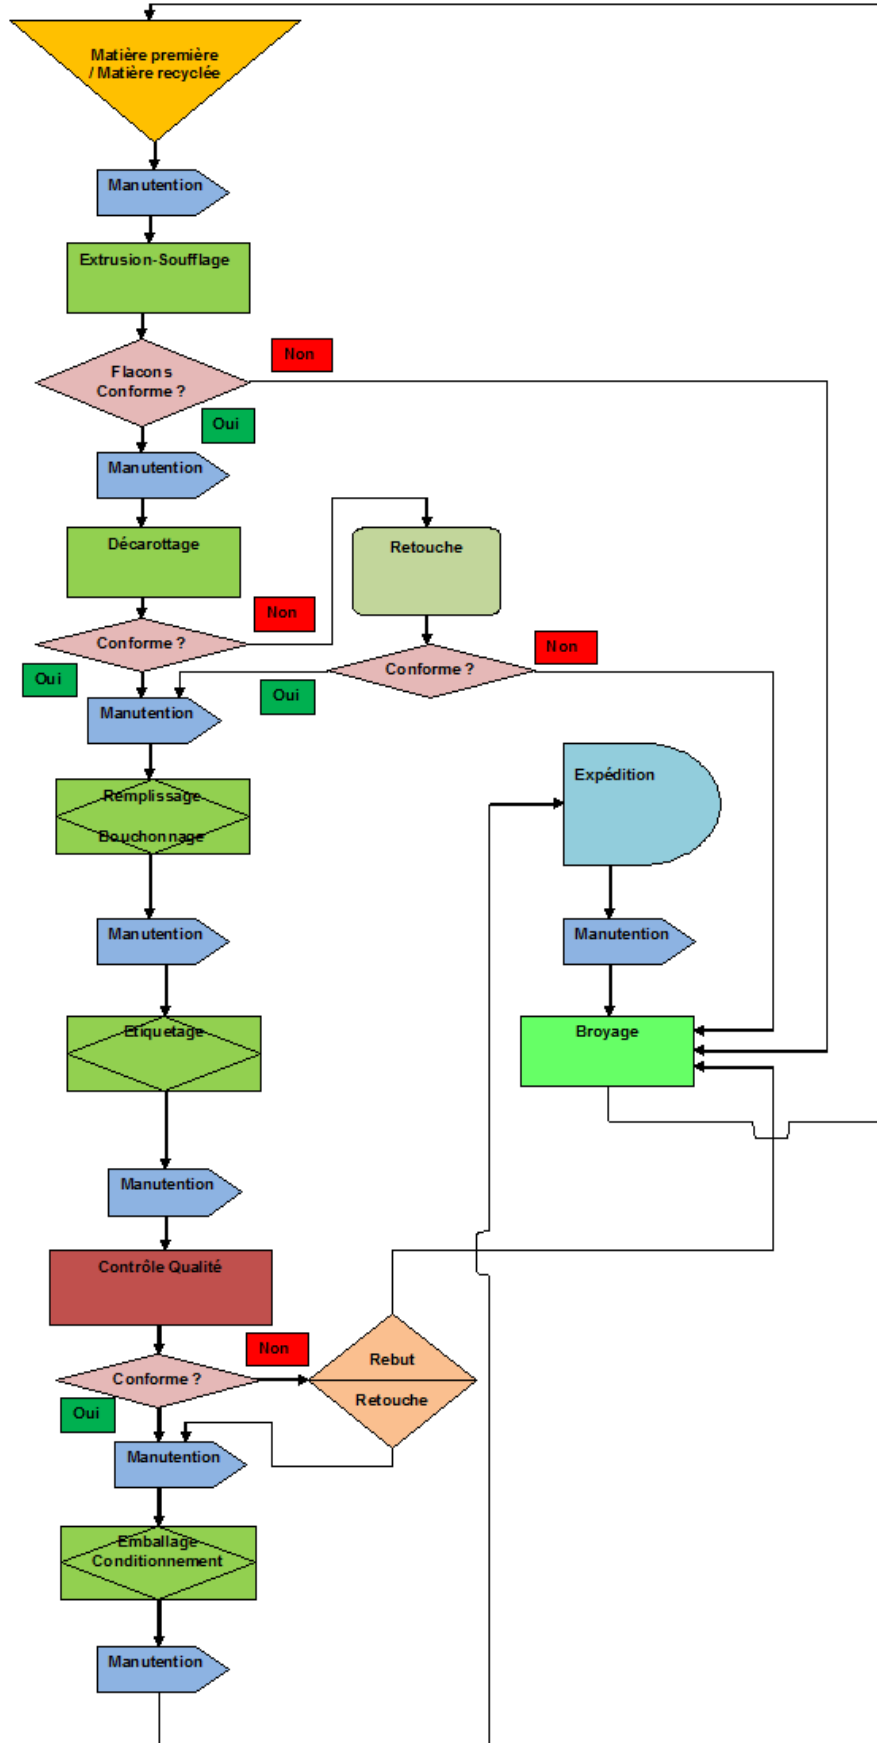 Matière première
/ Matière recyclée
Manutention
Extrusion-Soufflage
Non
Flacons
Conforme ?
Oui
Manutention
Décarottage
Retouche
Non
Conforme ?
Non
Conforme ?
Oui
Oui
Manutention
Remplissage
Bouchonnage
Expédition
Manutention
Manutention
Etiquetage
Broyage
Manutention
Contrôle Qualité
Non
Conforme ?
Rebut
Retouche
Oui
Manutention
Emballage
Conditionnement
Manutention